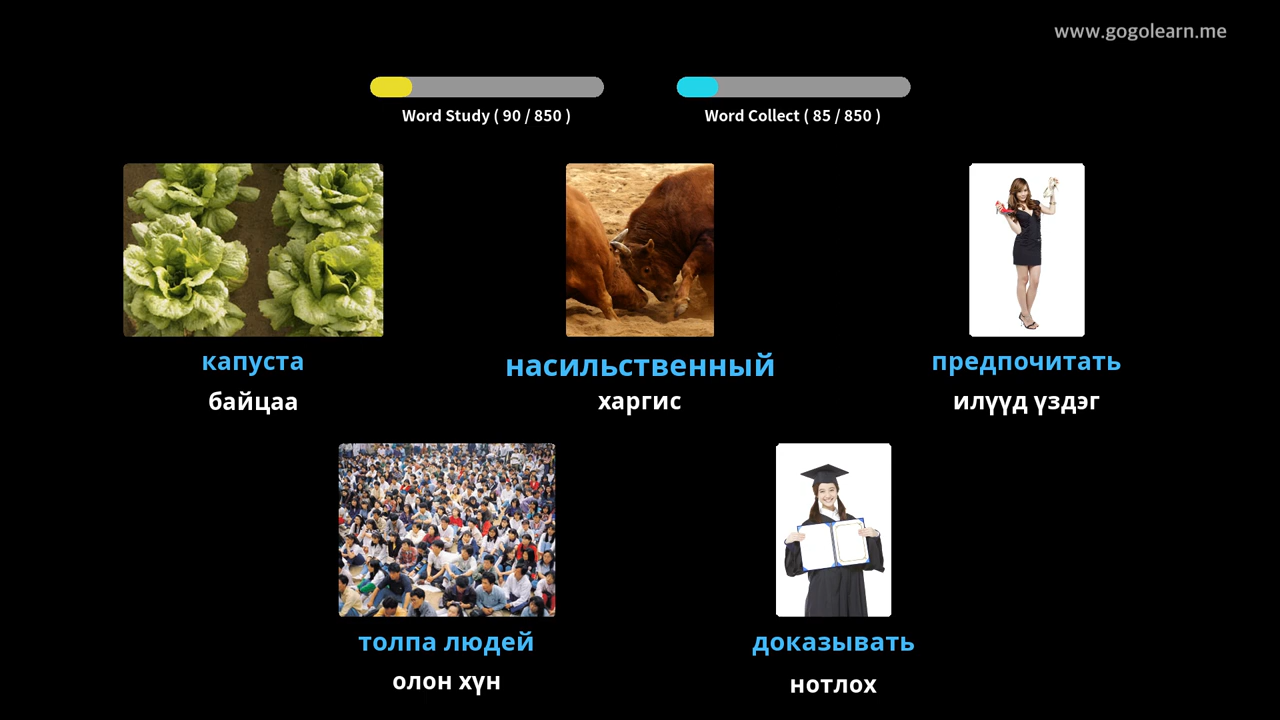 www.gogolearn.me
Word Study ( 90 / 850 )
Word Collect ( 85 / 850 )
капуста
байцаа
насильственный
харгис
предпочитать
илүүд үздэг
толпа людей
олон хүн
доказывать
нотлох